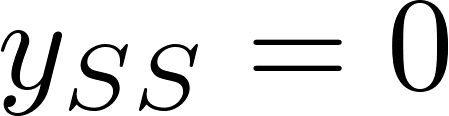 y_{SS} = 0